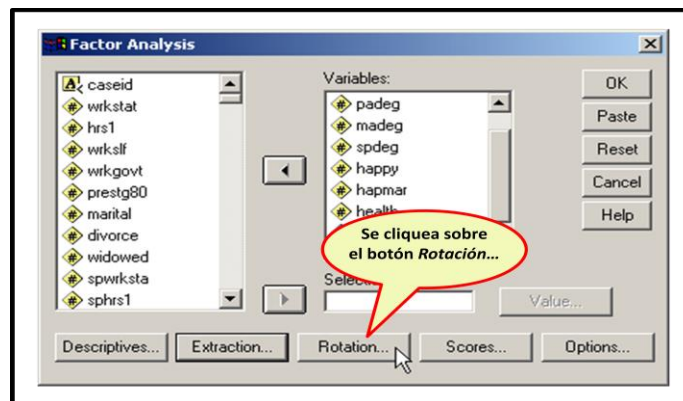 Factor Analysis
caseid
wrkstat
hrs1
wrkslf
wrkgovt
prestg80
marital
divorce
widowed
spwrksta
sphrs1
Variables:
padeg
madeg
spdeg
happy
hapmar
health
Se cliquea sobre
el botón Rotación...
Value...
OK
Paste
Reset
Cancel
Help
Descriptives...
Extraction...
Rotation...
Scores...
Options...